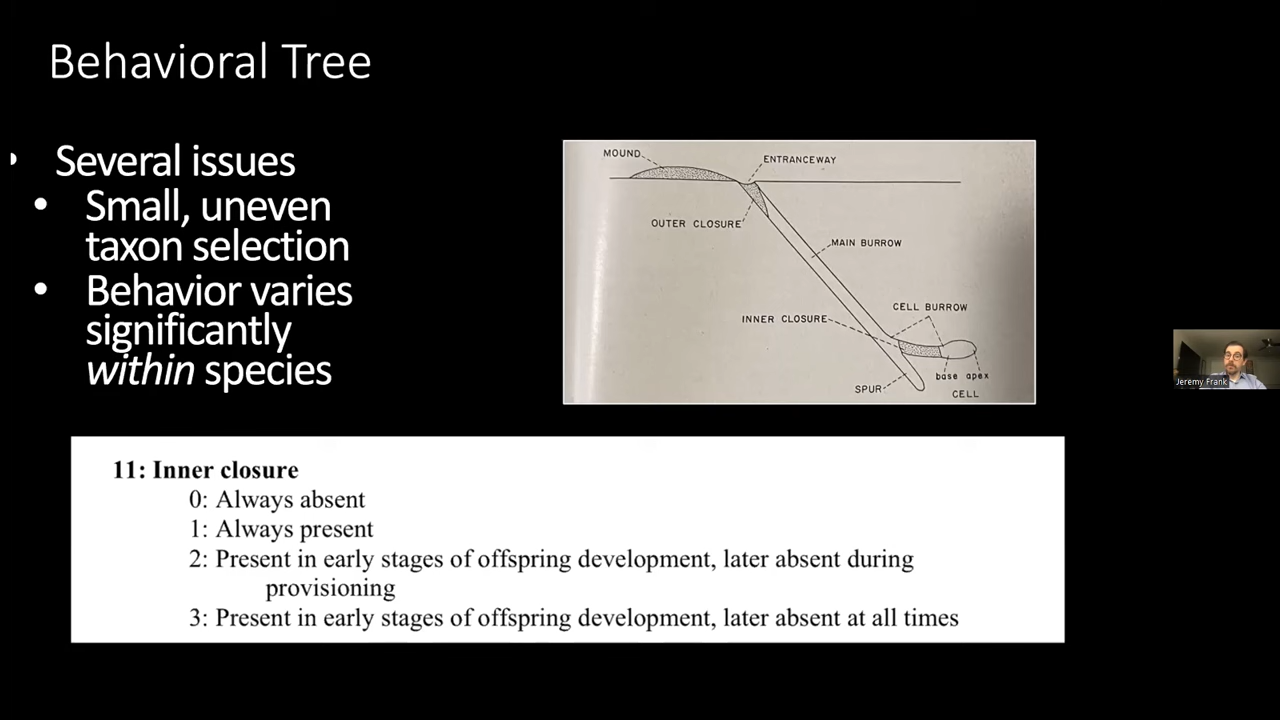 Behavioral Tree
• Several issues
• Small, uneven
taxon selection
• Behavior varies
significantly
within species
MOUND
ENTRANCEWAY
OUTER CLOSURE
MAIN BURROW
CELL BURROW
INNER CLOSURE
base apex
SPUR
CELL
Jeremy Frank
11: Inner closure
0: Always absent
1: Always present
2: Present in early stages of offspring development, later absent during
provisioning
3: Present in early stages of offspring development, later absent at all times